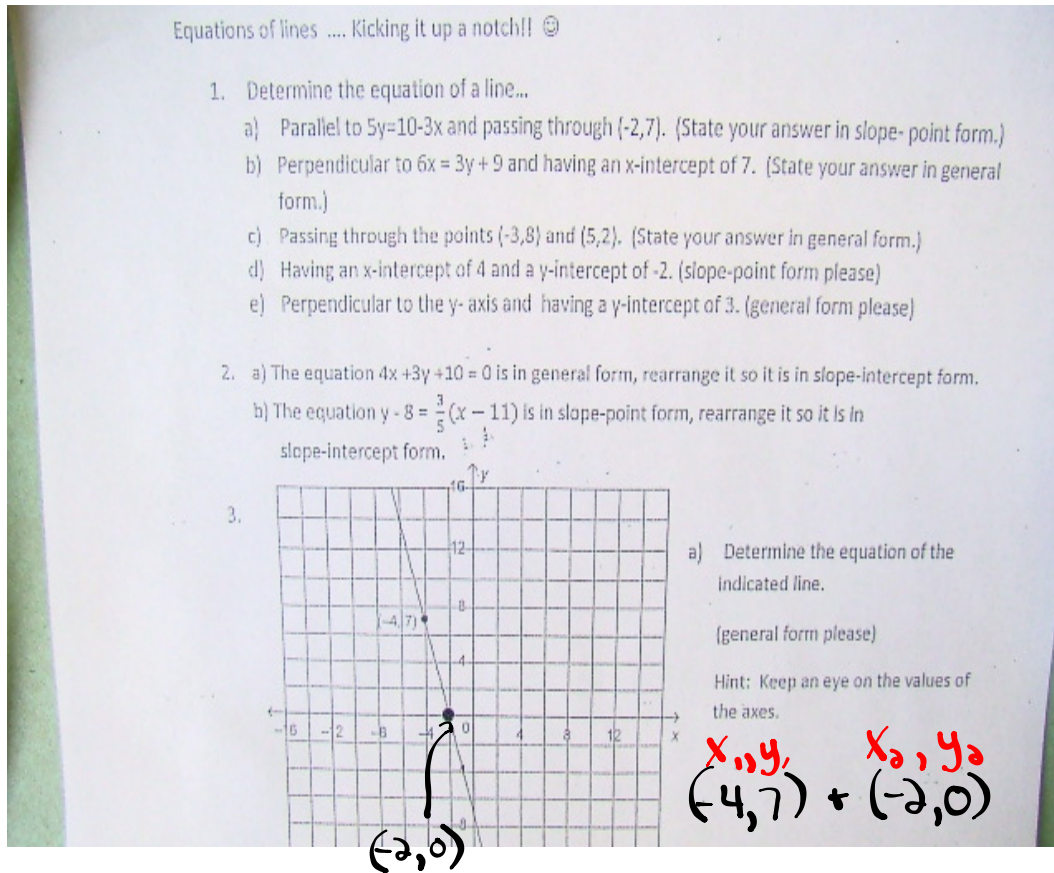 Equations of lines .... Kicking it up a notch!! ☺
1. Determine the equation of a line...
a) Parallel to 5y=10-3x and passing through (-2,7). (State your answer in slope- point form.)
b) Perpendicular to 6x = 3y + 9 and having an x-intercept of 7. (State your answer in general
form.)
c) Passing through the points (-3,8) and (5,2). (State your answer in general form.)
d) Having an x-intercept of 4 and a y-intercept of -2. (slope-point form please)
e) Perpendicular to the y- axis and having a y-intercept of 3. (general form please)
2. a) The equation 4x +3y +10 = 0 is in general form, rearrange it so it is in slope-intercept form.
b) The equation y - 8 = 3/5 (x – 11) is in slope-point form, rearrange it so it is in
slope-intercept form.
3.
y
16
12
8
(-4,7)
4
-16 -12 -8 -4 0 4 8 12 x
-8
a) Determine the equation of the
indicated line.
(general form please)
Hint: Keep an eye on the values of
the axes.
x₁, y₁ x₂, y₂
(-4,7) + (-2,0)
(-2,0)